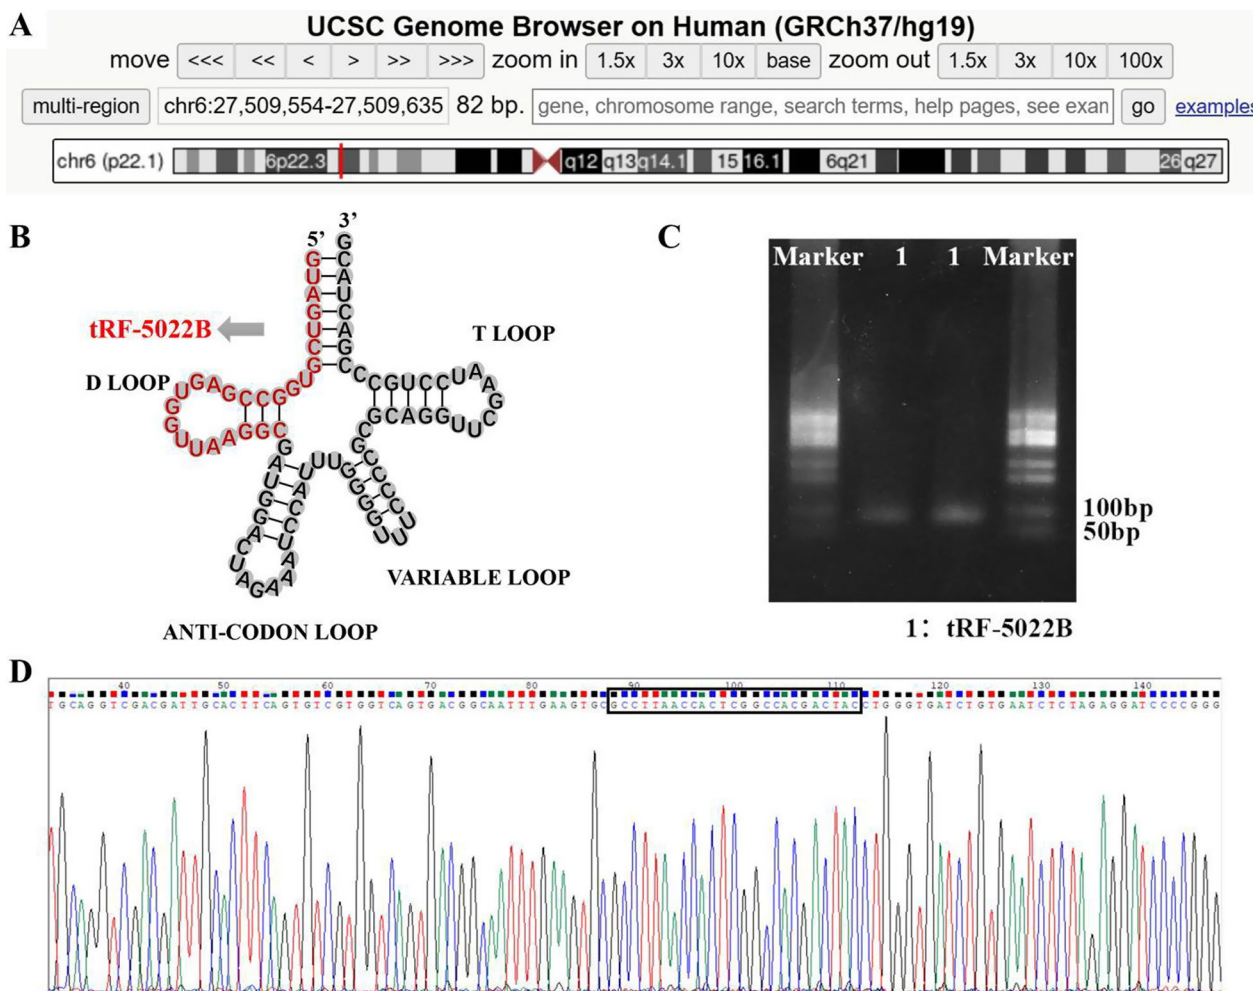 A
UCSC Genome Browser on Human (GRCh37/hg19)
move <<< << < > >> >>> zoom in 1.5x 3x 10x base zoom out 1.5x 3x 10x 100x
multi-region chr6:27,509,554-27,509,635 82 bp. gene, chromosome range, search terms, help pages, see exam go examples
chr6 (p22.1) 6p22.3 q12 q13 q14.1 15 16.1 6q21 26 q27
B
5’
3’
tRF-5022B
D LOOP
T LOOP
VARIABLE LOOP
ANTI-CODON LOOP
C
Marker 1 1 Marker
100bp
50bp
1: tRF-5022B
D
40 50 60 70 80 90 100 110 120 130 140
TGCAGGTCGACGATTGCACTTCAGTGTCGTGGTCAGTGACGGCAATTTGAAGTGCGCCTTAACCACTCGGCCACGACTACCTGGGTGATCTGTGAATCTCTAGAGGATCCCCGGG